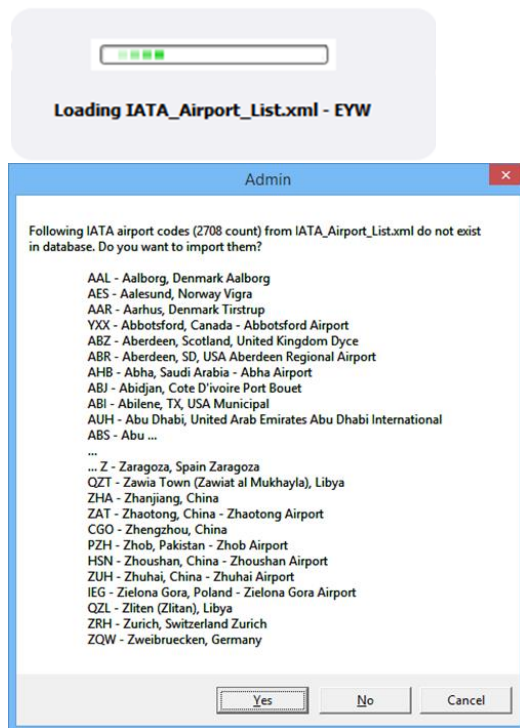 Loading IATA_Airport_List.xml - EYW
Admin
Following IATA airport codes (2708 count) from IATA_Airport_List.xml do not exist
in database. Do you want to import them?
AAL - Aalborg, Denmark Aalborg
AES - Aalesund, Norway Vigra
AAR - Aarhus, Denmark Tirstrup
YXX - Abbotsford, Canada - Abbotsford Airport
ABZ - Aberdeen, Scotland, United Kingdom Dyce
ABR - Aberdeen, SD, USA Aberdeen Regional Airport
AHB - Abha, Saudi Arabia - Abha Airport
ABJ - Abidjan, Cote D'ivoire Port Bouet
ABI - Abilene, TX, USA Municipal
AUH - Abu Dhabi, United Arab Emirates Abu Dhabi International
ABS - Abu ...
...
... Z - Zaragoza, Spain Zaragoza
QZT - Zawia Town (Zawiat al Mukhayla), Libya
ZHA - Zhanjiang, China
ZAT - Zhaotong, China - Zhaotong Airport
CGO - Zhengzhou, China
PZH - Zhob, Pakistan - Zhob Airport
HSN - Zhoushan, China - Zhoushan Airport
ZUH - Zhuhai, China - Zhuhai Airport
IEG - Zielona Gora, Poland - Zielona Gora Airport
QZL - Zliten (Zlitan), Libya
ZRH - Zurich, Switzerland Zurich
ZQW - Zweibruecken, Germany
Yes No Cancel